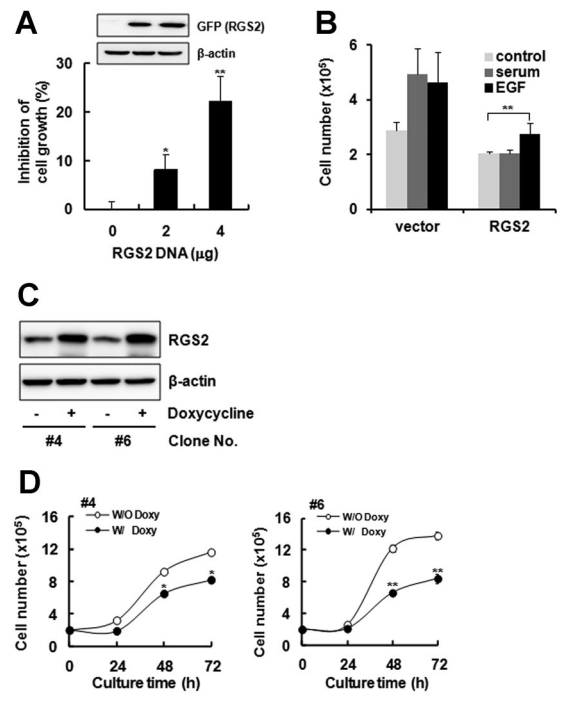 A
GFP (RGS2)
β-actin
Inhibition of
cell growth (%)
30
20
10
0
*
**
0 2 4
RGS2 DNA (μg)
B
Cell number (x10⁵)
6
4
2
0
control
serum
EGF
**
vector RGS2
C
RGS2
β-actin
- + - + Doxycycline
#4 #6 Clone No.
D
#4
W/O Doxy
W/ Doxy
Cell number (x10⁵)
16
12
8
4
0
* *
0 24 48 72
Culture time (h)
#6
W/O Doxy
W/ Doxy
Cell number (x10⁵)
16
12
8
4
0
** **
0 24 48 72
Culture time (h)